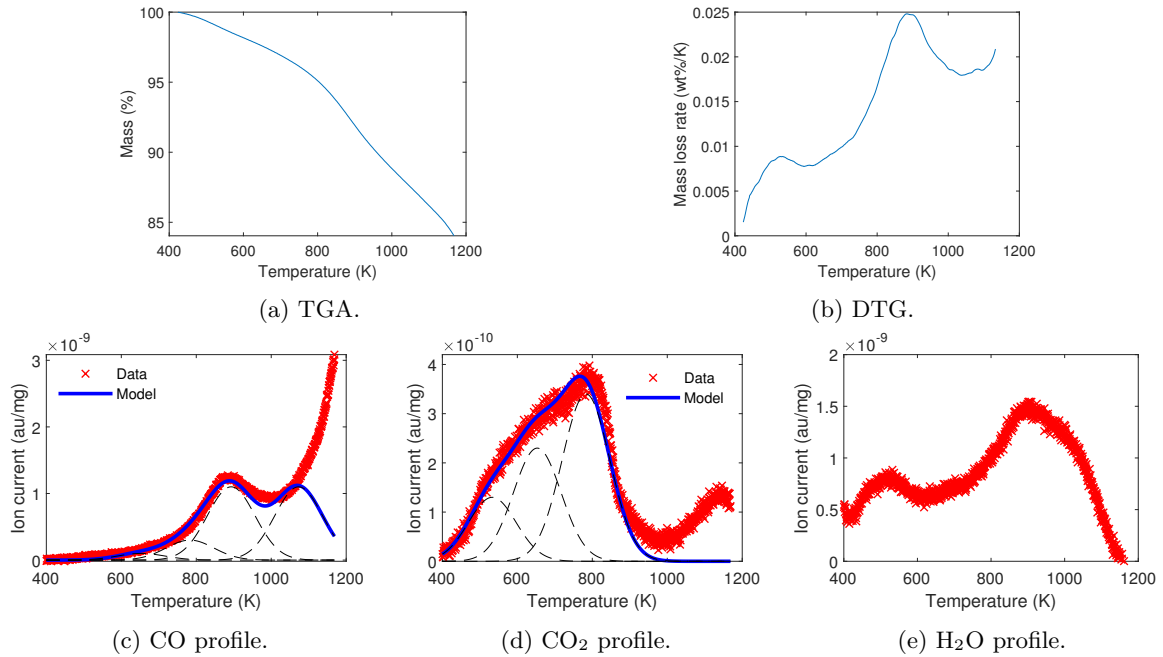 100
95
90
85
Mass (%)
400 600 800 1000 1200
Temperature (K)
(a) TGA.
0.025
0.02
0.015
0.01
0.005
0
Mass loss rate (wt%/K)
400 600 800 1000 1200
Temperature (K)
(b) DTG.
× 10⁻⁹
3
2
1
0
Ion current (au/mg)
Data
Model
400 600 800 1000 1200
Temperature (K)
(c) CO profile.
× 10⁻¹⁰
4
3
2
1
0
Ion current (au/mg)
Data
Model
400 600 800 1000 1200
Temperature (K)
(d) CO₂ profile.
× 10⁻⁹
2
1.5
1
0.5
0
Ion current (au/mg)
400 600 800 1000 1200
Temperature (K)
(e) H₂O profile.